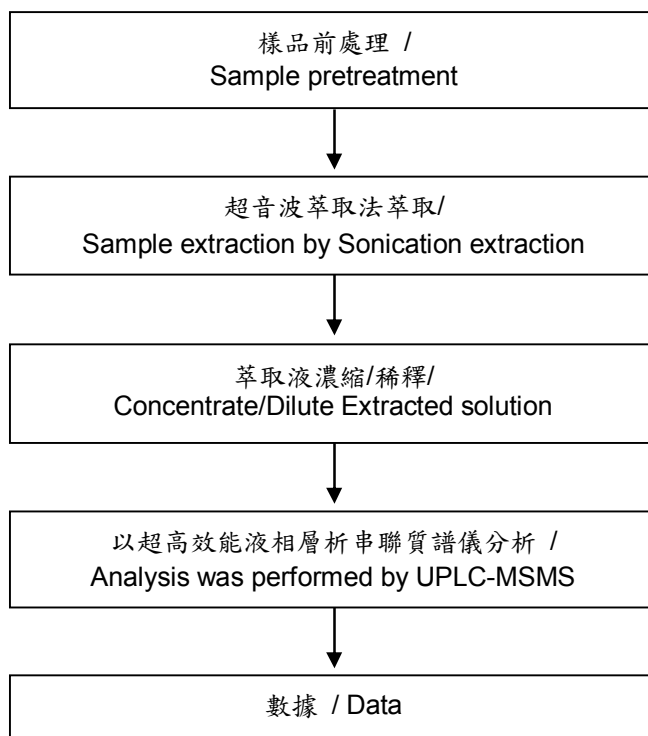 樣品前處理 /
Sample pretreatment
超音波萃取法萃取/
Sample extraction by Sonication extraction
萃取液濃縮/稀釋/
Concentrate/Dilute Extracted solution
以超高效能液相層析串聯質譜儀分析 /
Analysis was performed by UPLC-MSMS
數據 / Data